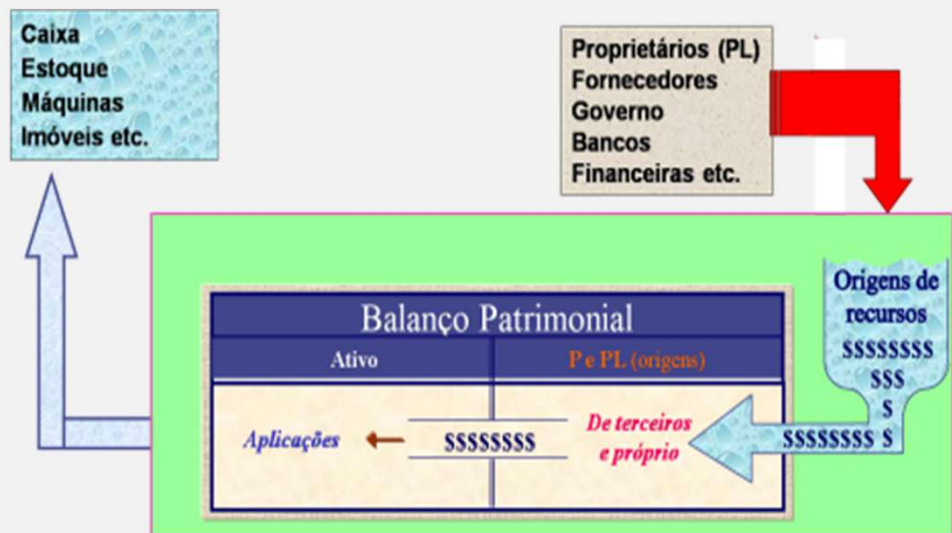 Caixa
Estoque
Máquinas
Imóveis etc.
Proprietários (PL)
Fornecedores
Governo
Bancos
Financeiras etc.
Origens de
recursos
$$$$$$$$
$$$
$
$$$$$$$$ $
Balanço Patrimonial
Ativo
P e PL (origens)
Aplicações
$$$$$$$$
De terceiros
e próprio